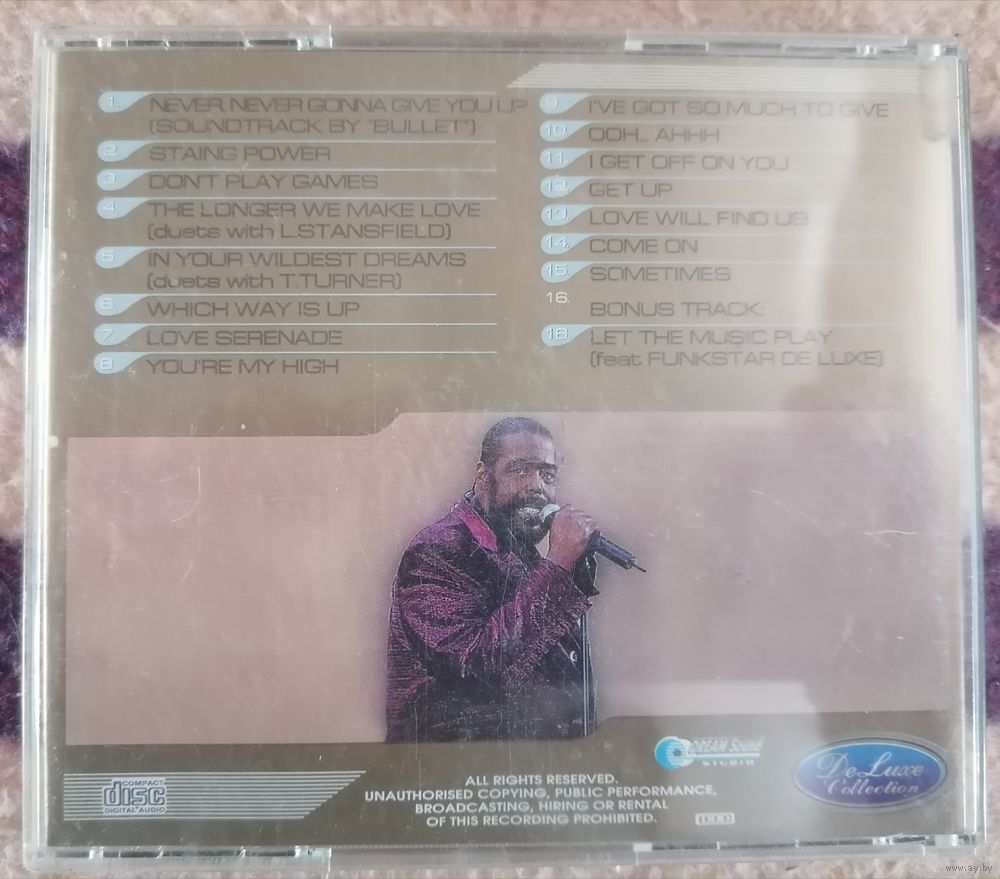 1. NEVER, NEVER GONNA GIVE YOU UP
(SOUNDTRACK BY "BULLET")
2. STAING POWER
3. DON'T PLAY GAMES
4. THE LONGER WE MAKE LOVE
(duets with L.STANSFIELD)
5. IN YOUR WILDEST DREAMS
(duets with T.TURNER)
6. WHICH WAY IS UP
7. LOVE SERENADE
8. YOU'RE MY HIGH
9. I'VE GOT SO MUCH TO GIVE
10. OOH... AHHH
11. I GET OFF ON YOU
12. GET UP
13. LOVE WILL FIND US
14. COME ON
15. SOMETIMES
16.
BONUS TRACK:
16. LET THE MUSIC PLAY
(feat FUNKSTAR DE LUXE)
COMPACT
disc
DIGITAL AUDIO
ALL RIGHTS RESERVED.
UNAUTHORISED COPYING, PUBLIC PERFORMANCE,
BROADCASTING, HIRING OR RENTAL
OF THIS RECORDING PROHIBITED.
DREAM Sound
STUDIO
DDD
DeLuxe
Collection
www.ay.by